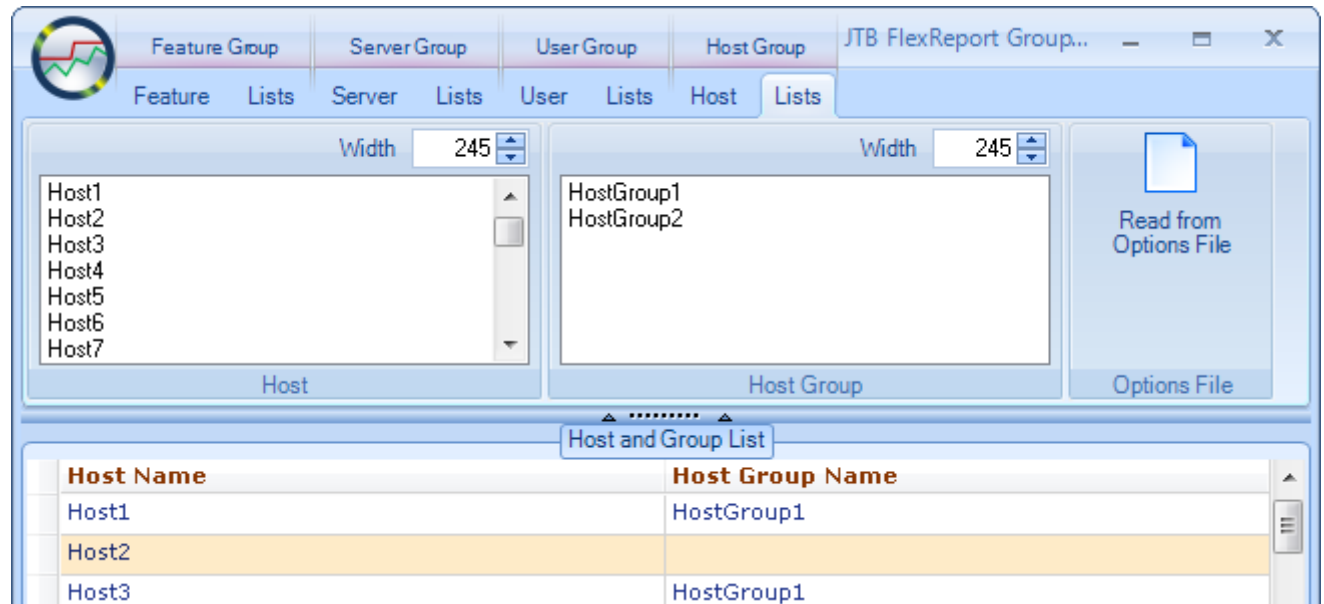 Feature Group Server Group User Group Host Group JTB FlexReport Group...
Feature Lists Server Lists User Lists Host Lists
Width 245 Width 245
Host1
Host2
Host3
Host4
Host5
Host6
Host7
HostGroup1
HostGroup2
Read from
Options File
Host Host Group Options File
Host and Group List
Host Name Host Group Name
Host1 HostGroup1
Host2
Host3 HostGroup1